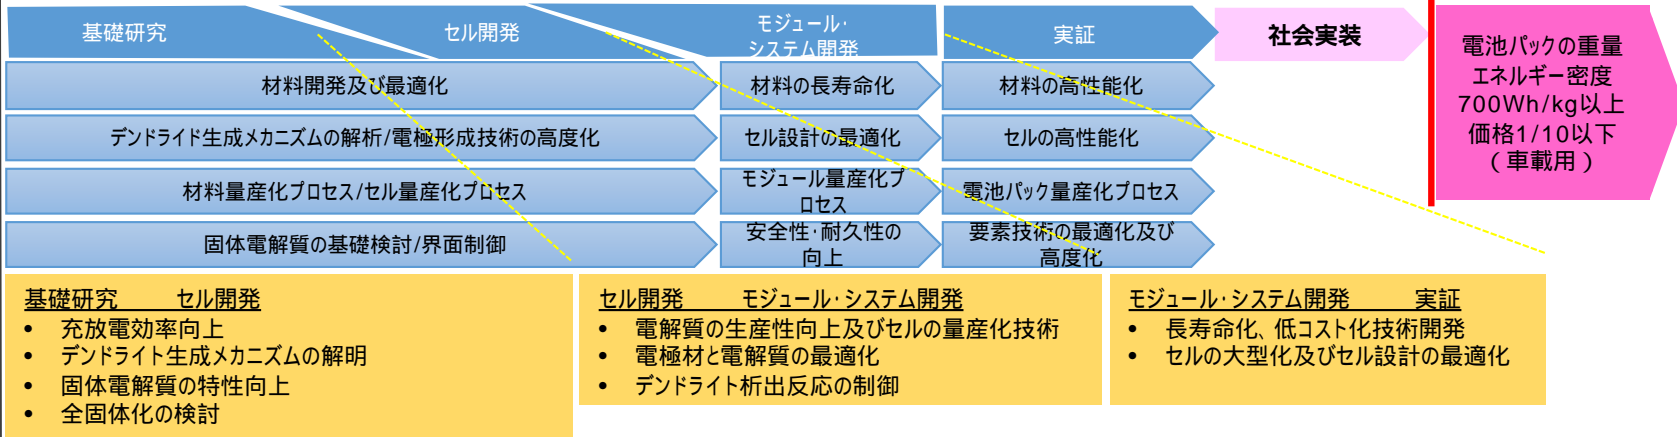 基礎研究
セル開発
モジュール・
システム開発
実証
社会実装
電池パックの重量
エネルギー密度
700Wh/kg以上
価格1/10以下
(車載用)
材料開発及び最適化
材料の長寿命化
材料の高性能化
デンドライド生成メカニズムの解析/電極形成技術の高度化
セル設計の最適化
セルの高性能化
材料量産化プロセス/セル量産化プロセス
モジュール量産化プ
ロセス
電池パック量産化プロセス
固体電解質の基礎検討/界面制御
安全性・耐久性の
向上
要素技術の最適化及び
高度化
基礎研究 セル開発
• 充放電効率向上
• デンドライト生成メカニズムの解明
• 固体電解質の特性向上
• 全固体化の検討
セル開発 モジュール・システム開発
• 電解質の生産性向上及びセルの量産化技術
• 電極材と電解質の最適化
• デンドライト析出反応の制御
モジュール・システム開発 実証
• 長寿命化、低コスト化技術開発
• セルの大型化及びセル設計の最適化